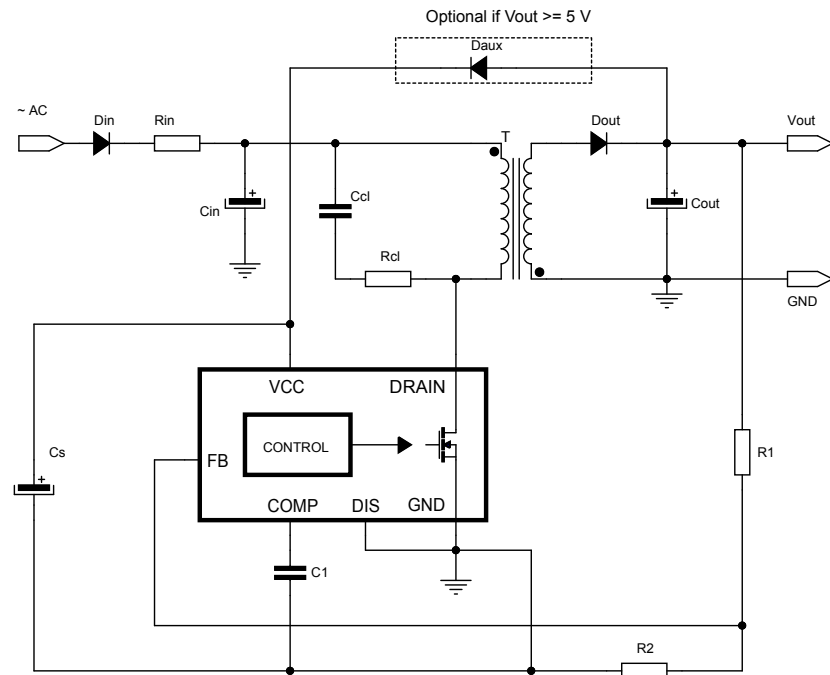 Optional if Vout >= 5 V
Daux
~ AC
Din
Rin
T
Dout
Vout
Ccl
Cin
Cout
Rcl
GND
VCC
DRAIN
CONTROL
FB
R1
Cs
COMP
DIS
GND
C1
R2